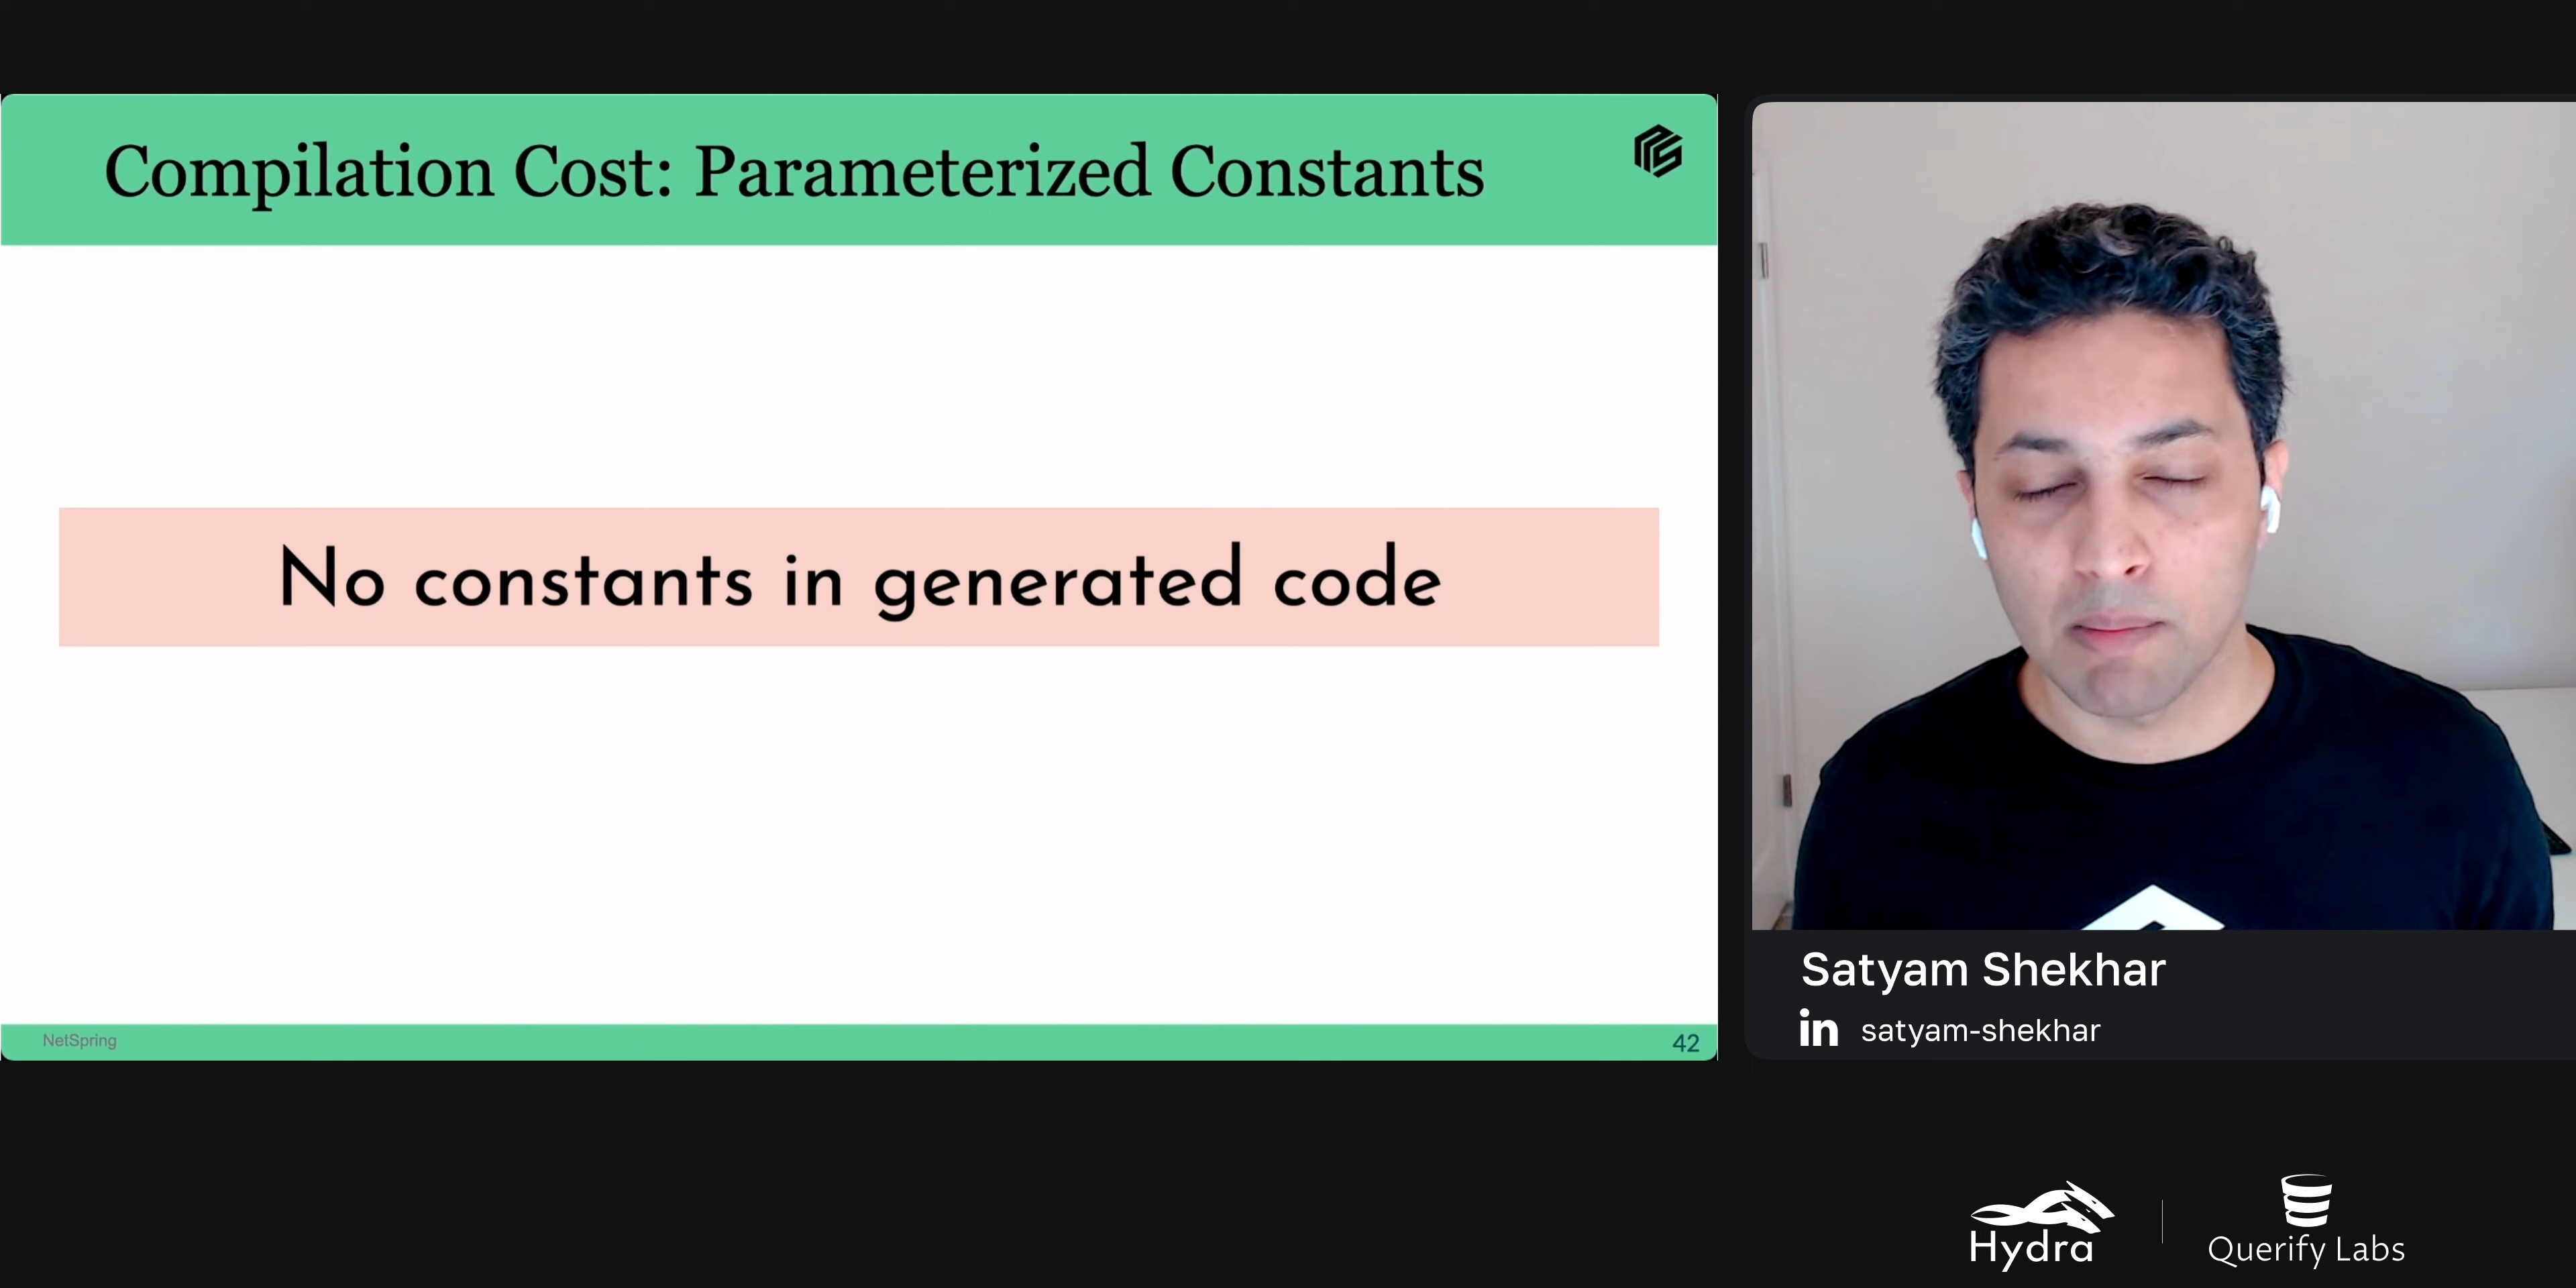 Compilation Cost: Parameterized Constants
No constants in generated code
NetSpring
42
Satyam Shekhar
in satyam-shekhar
Hydra
Querify Labs